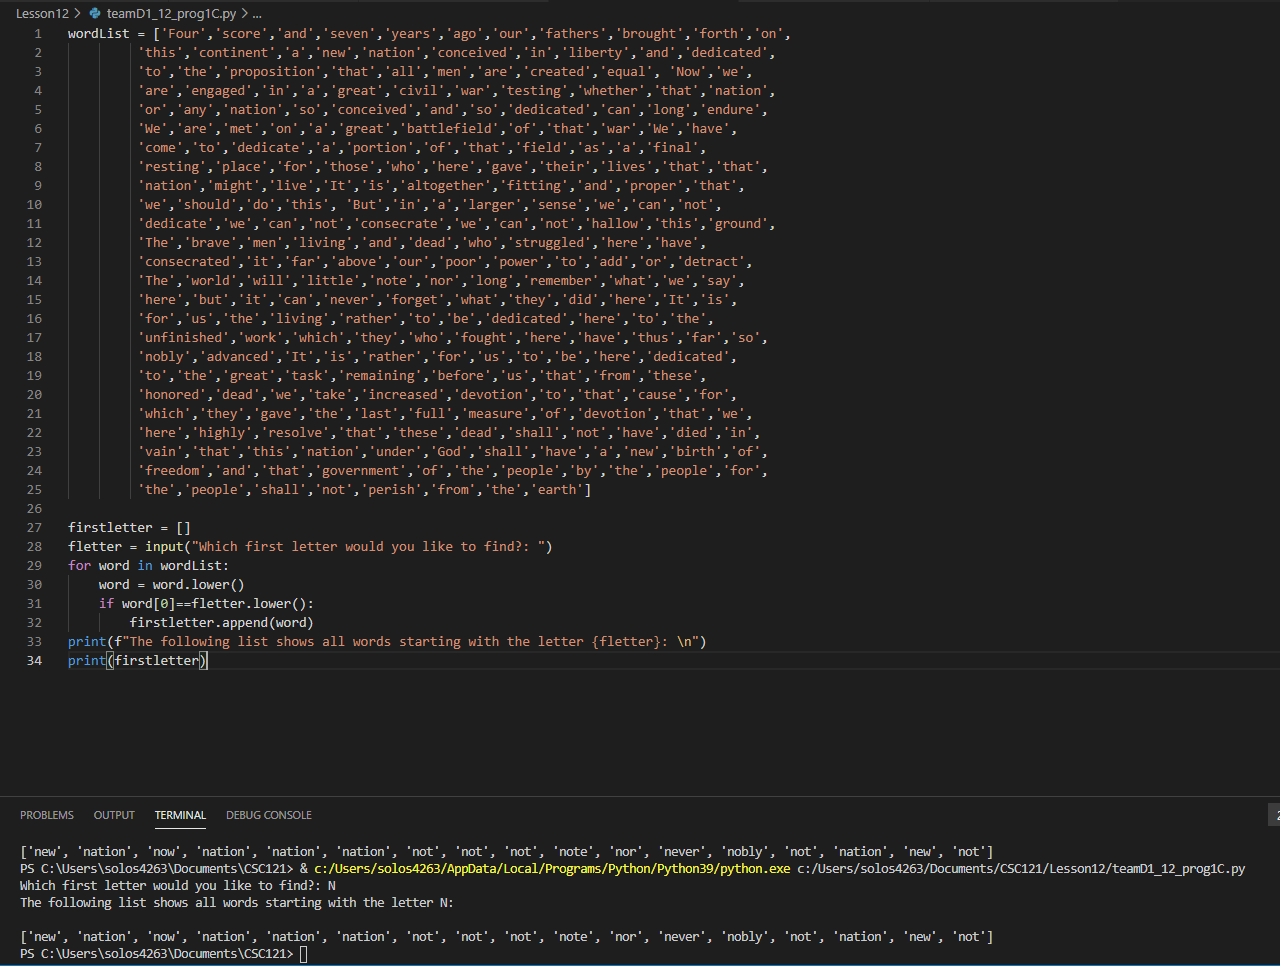 Lesson12 > teamD1_12_prog1C.py > ...
1 wordList = ['Four','score','and','seven','years','ago','our','fathers','brought','forth','on',
2 'this','continent','a','new','nation','conceived','in','liberty','and','dedicated',
3 'to','the','proposition','that','all','men','are','created','equal', 'Now','we',
4 'are','engaged','in','a','great','civil','war','testing','whether','that','nation',
5 'or','any','nation','so','conceived','and','so','dedicated','can','long','endure',
6 'We','are','met','on','a','great','battlefield','of','that','war','We','have',
7 'come','to','dedicate','a','portion','of','that','field','as','a','final',
8 'resting','place','for','those','who','here','gave','their','lives','that','that',
9 'nation','might','live','It','is','altogether','fitting','and','proper','that',
10 'we','should','do','this', 'But','in','a','larger','sense','we','can','not',
11 'dedicate','we','can','not','consecrate','we','can','not','hallow','this','ground',
12 'The','brave','men','living','and','dead','who','struggled','here','have',
13 'consecrated','it','far','above','our','poor','power','to','add','or','detract',
14 'The','world','will','little','note','nor','long','remember','what','we','say',
15 'here','but','it','can','never','forget','what','they','did','here','It','is',
16 'for','us','the','living','rather','to','be','dedicated','here','to','the',
17 'unfinished','work','which','they','who','fought','here','have','thus','far','so',
18 'nobly','advanced','It','is','rather','for','us','to','be','here','dedicated',
19 'to','the','great','task','remaining','before','us','that','from','these',
20 'honored','dead','we','take','increased','devotion','to','that','cause','for',
21 'which','they','gave','the','last','full','measure','of','devotion','that','we',
22 'here','highly','resolve','that','these','dead','shall','not','have','died','in',
23 'vain','that','this','nation','under','God','shall','have','a','new','birth','of',
24 'freedom','and','that','government','of','the','people','by','the','people','for',
25 'the','people','shall','not','perish','from','the','earth']
26
27 firstletter = []
28 fletter = input("Which first letter would you like to find?: ")
29 for word in wordList:
30 word = word.lower()
31 if word[0]==fletter.lower():
32 firstletter.append(word)
33 print(f"The following list shows all words starting with the letter {fletter}: \n")
34 print(firstletter)
PROBLEMS OUTPUT TERMINAL DEBUG CONSOLE
['new', 'nation', 'now', 'nation', 'nation', 'nation', 'not', 'not', 'not', 'note', 'nor', 'never', 'nobly', 'not', 'nation', 'new', 'not']
PS C:\Users\solos4263\Documents\CSC121> & c:/Users/solos4263/AppData/Local/Programs/Python/Python39/python.exe c:/Users/solos4263/Documents/CSC121/Lesson12/teamD1_12_prog1C.py
Which first letter would you like to find?: N
The following list shows all words starting with the letter N:
['new', 'nation', 'now', 'nation', 'nation', 'nation', 'not', 'not', 'not', 'note', 'nor', 'never', 'nobly', 'not', 'nation', 'new', 'not']
PS C:\Users\solos4263\Documents\CSC121>